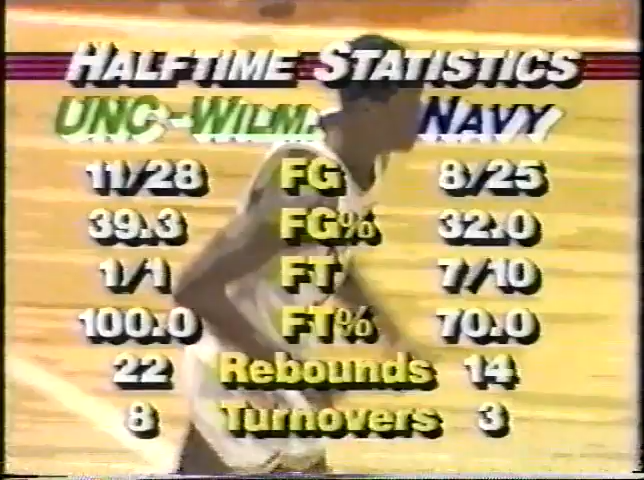 HALFTIME STATISTICS
UNC-WILM. NAVY
11/28 FG 8/25
39.3 FG% 32.0
1/1 FT 7/10
100.0 FT% 70.0
22 Rebounds 14
8 Turnovers 3